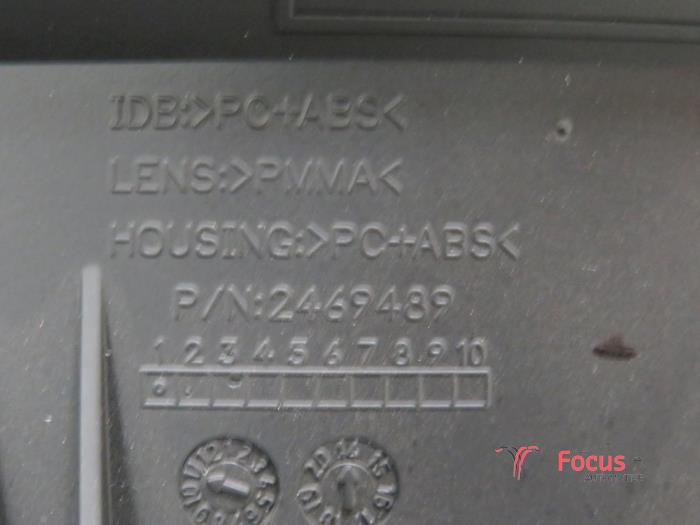 IDB:>PC+ABS<
LENS:>PMMA<
HOUSING:>PC+ABS<
P/N:2469489
1 2 3 4 5 6 7 8 9 10
Focus
AUTOMOTIVE